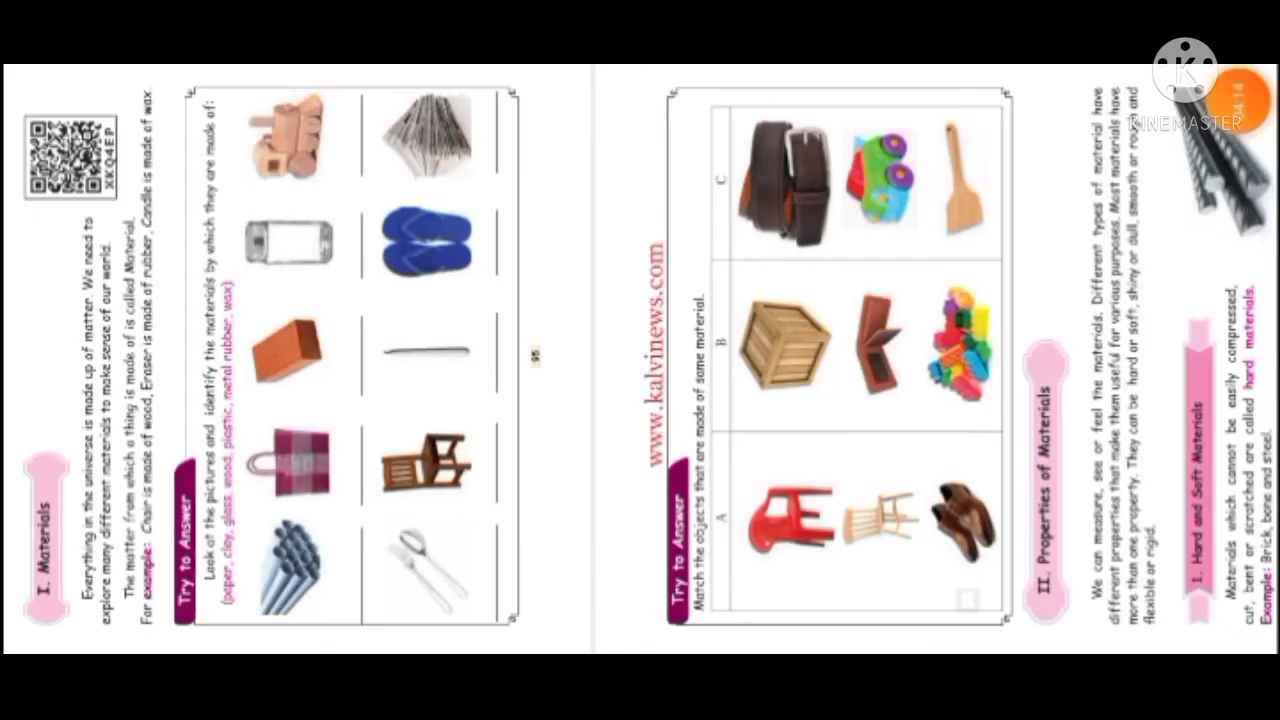 XKQ4EP
I. Materials
Everything in the universe is made up of matter. We need to
explore many different materials to make sense of our world.
The matter from which a thing is made of is called Material.
For example: Chair is made of wood, Eraser is made of rubber, Candle is made of wax
Try to Answer
Look at the pictures and identify the materials by which they are made of:
(paper, clay, glass, wood, plastic, metal rubber, wax)
95
www.kalvinews.com
Try to Answer
Match the objects that are made of same material.
A B C
II. Properties of Materials
We can measure, see or feel the materials. Different types of material have
different properties that make them useful for various purposes. Most materials have
more than one property. They can be hard or soft, shiny or dull, smooth or rough and
flexible or rigid.
1. Hard and Soft Materials
Materials which cannot be easily compressed,
cut, bent or scratched are called hard materials.
Example: Brick, bone and steel.
04:14
KINEMASTER